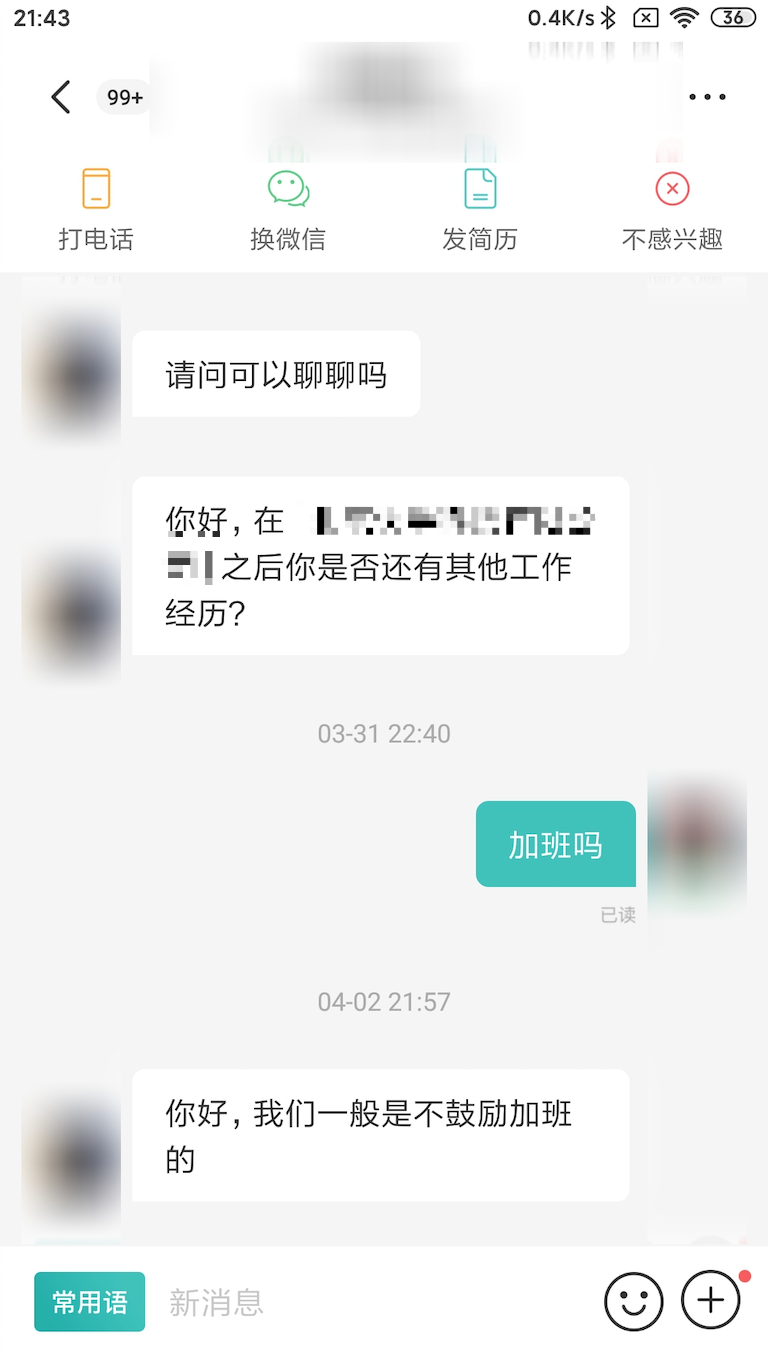 21:43
0.4K/s
36
99+
打电话
换微信
发简历
不感兴趣
请问可以聊聊吗
你好，在
之后你是否还有其他工作
经历？
03-31 22:40
加班吗
已读
04-02 21:57
你好，我们一般是不鼓励加班
的
常用语
新消息